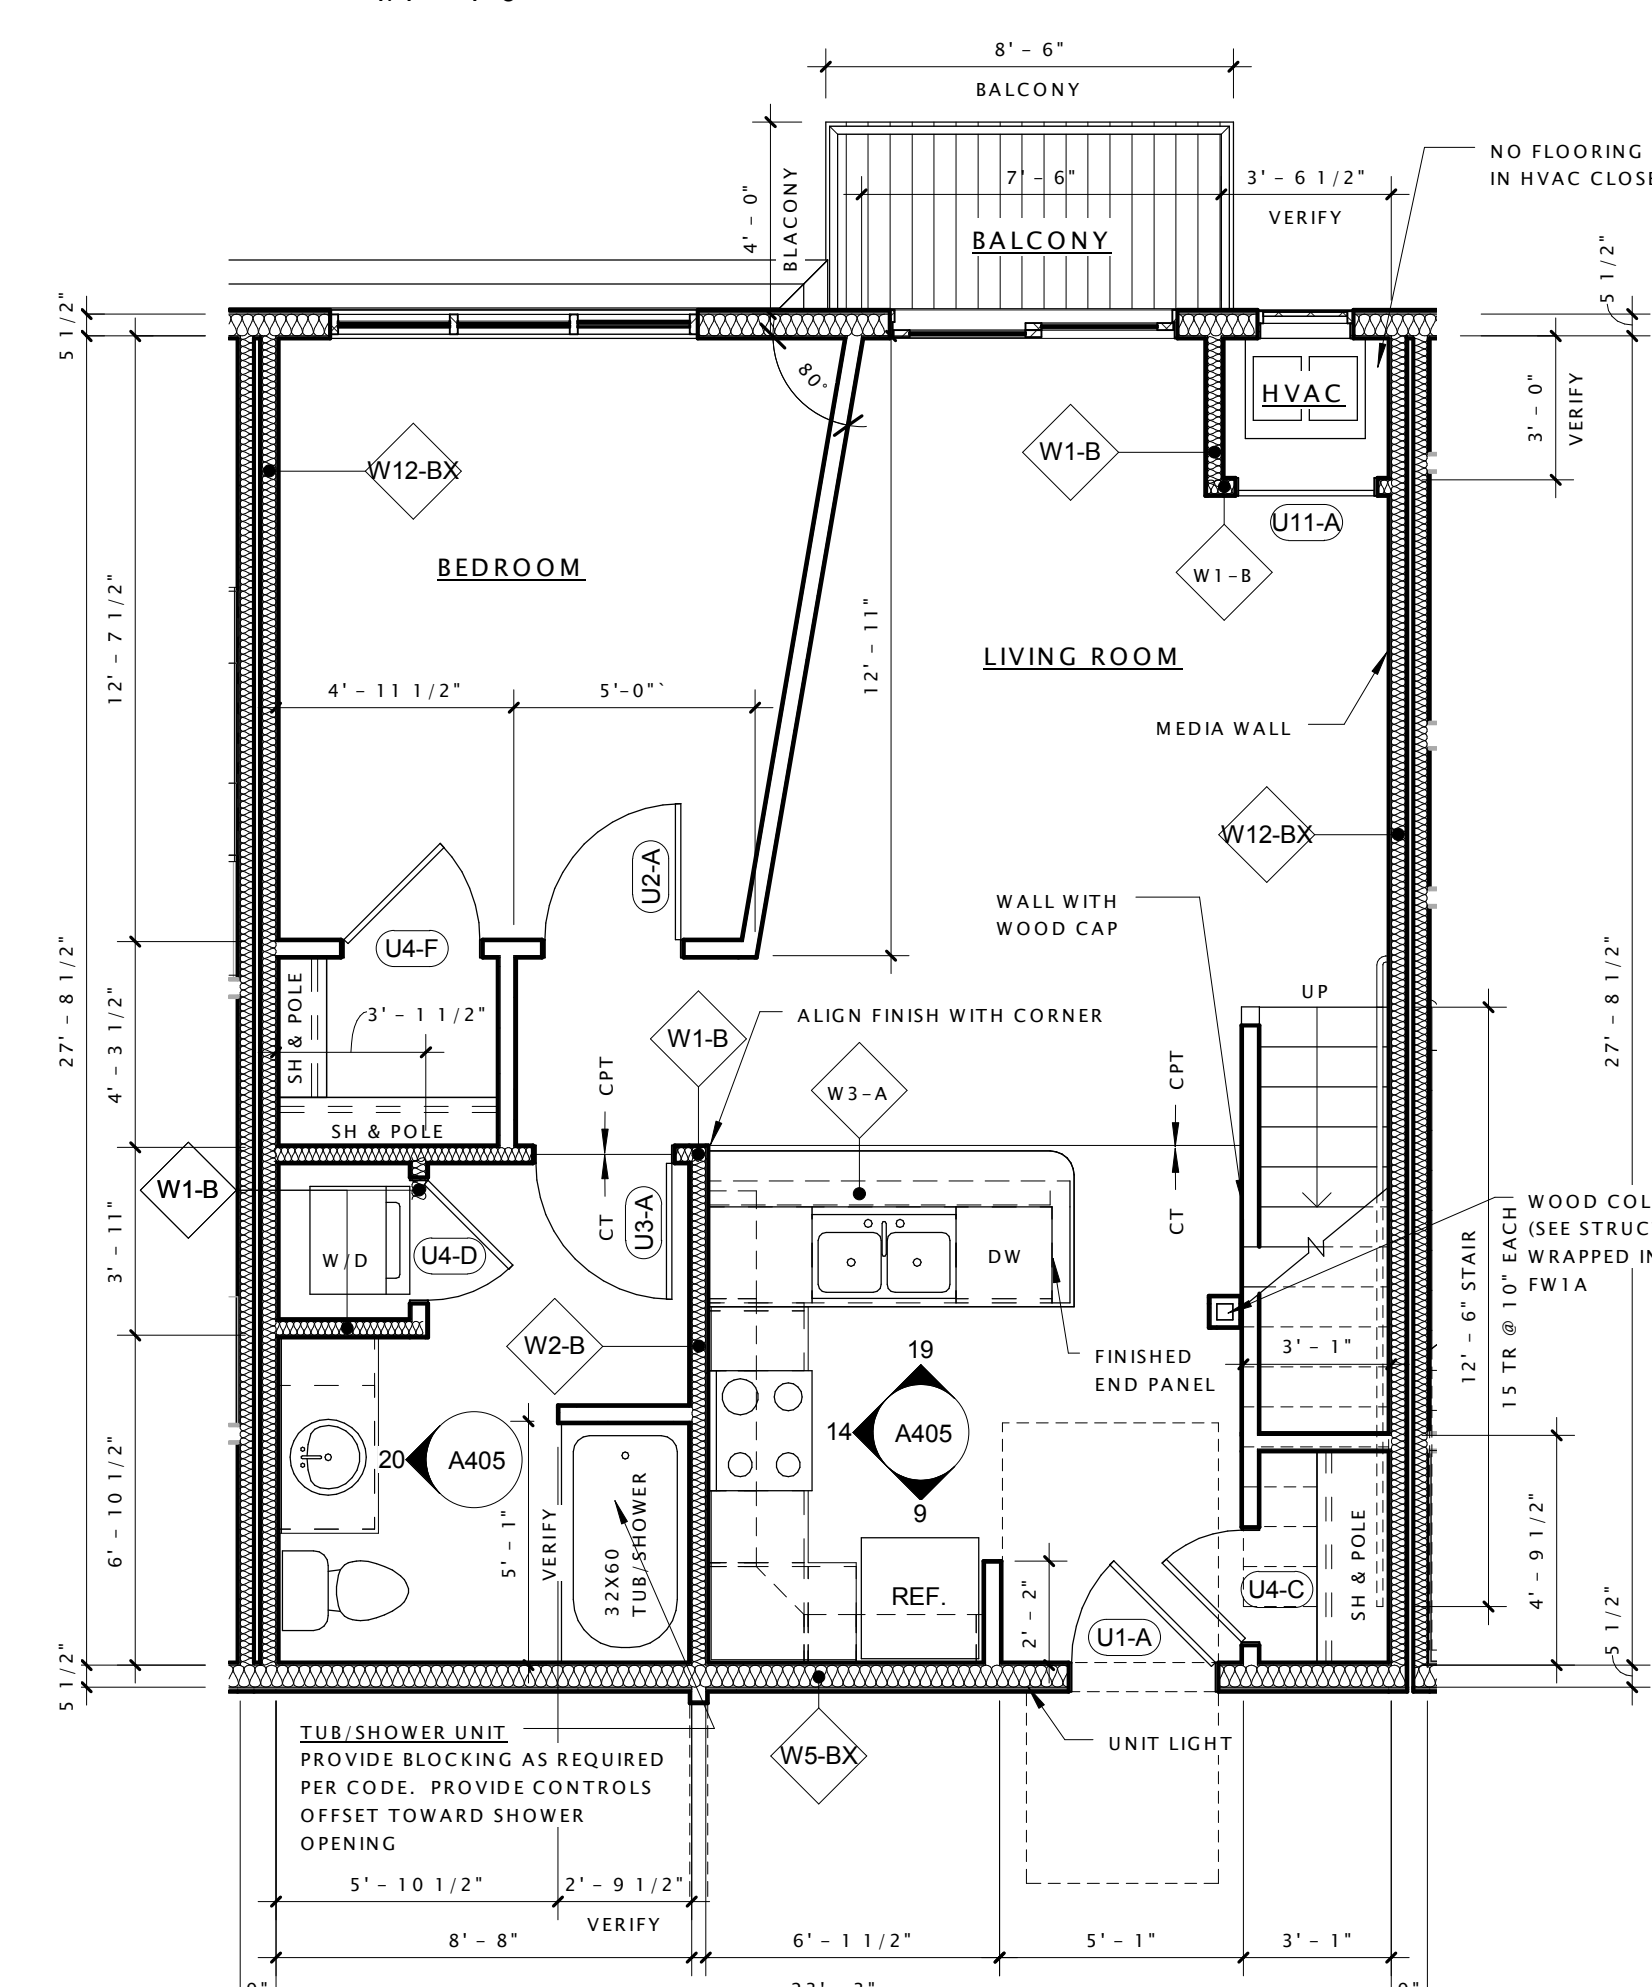 8' - 6"
BALCONY
4' - 0"
BLACONY
7' - 6"
3' - 6 1/2"
VERIFY
BALCONY
NO FLOORING
IN HVAC
5 1/2"
5 1/2"
80°
HVAC
3' - 0"
VERIFY
W12-BX
W1-B
U11-A
W1-B
BEDROOM
12' - 7 1/2"
12' - 11"
LIVING ROOM
4' - 11 1/2"
5'-0"`
MEDIA WALL
W12-BX
U2-A
WALL WITH
WOOD CAP
U4-F
27' - 8 1/2"
27' - 8 1/2"
4' - 3 1/2"
SH & POLE
3' - 1 1/2"
UP
ALIGN FINISH WITH CORNER
W1-B
CPT
CPT
W3-A
SH & POLE
W1-B
CT
CT
U3-A
3' - 11"
W/D
U4-D
DW
WOOD
(SEE
WRAPPED
FW1A
12' - 6" STAIR
15 TR @ 10" EACH
W2-B
3' - 1"
FINISHED
END PANEL
19
14
A405
9
20
A405
6' - 10 1/2"
5' - 1"
VERIFY
32X60
TUB/SHOWER
REF.
2' - 2"
U1-A
U4-C
SH & POLE
4' - 9 1/2"
5 1/2"
5 1/2"
TUB/SHOWER UNIT
PROVIDE BLOCKING AS REQUIRED
PER CODE.  PROVIDE CONTROLS
OFFSET TOWARD SHOWER
OPENING
W5-BX
UNIT LIGHT
5' - 10 1/2"
2' - 9 1/2"
VERIFY
8' - 8"
6' - 1 1/2"
5' - 1"
3' - 1"